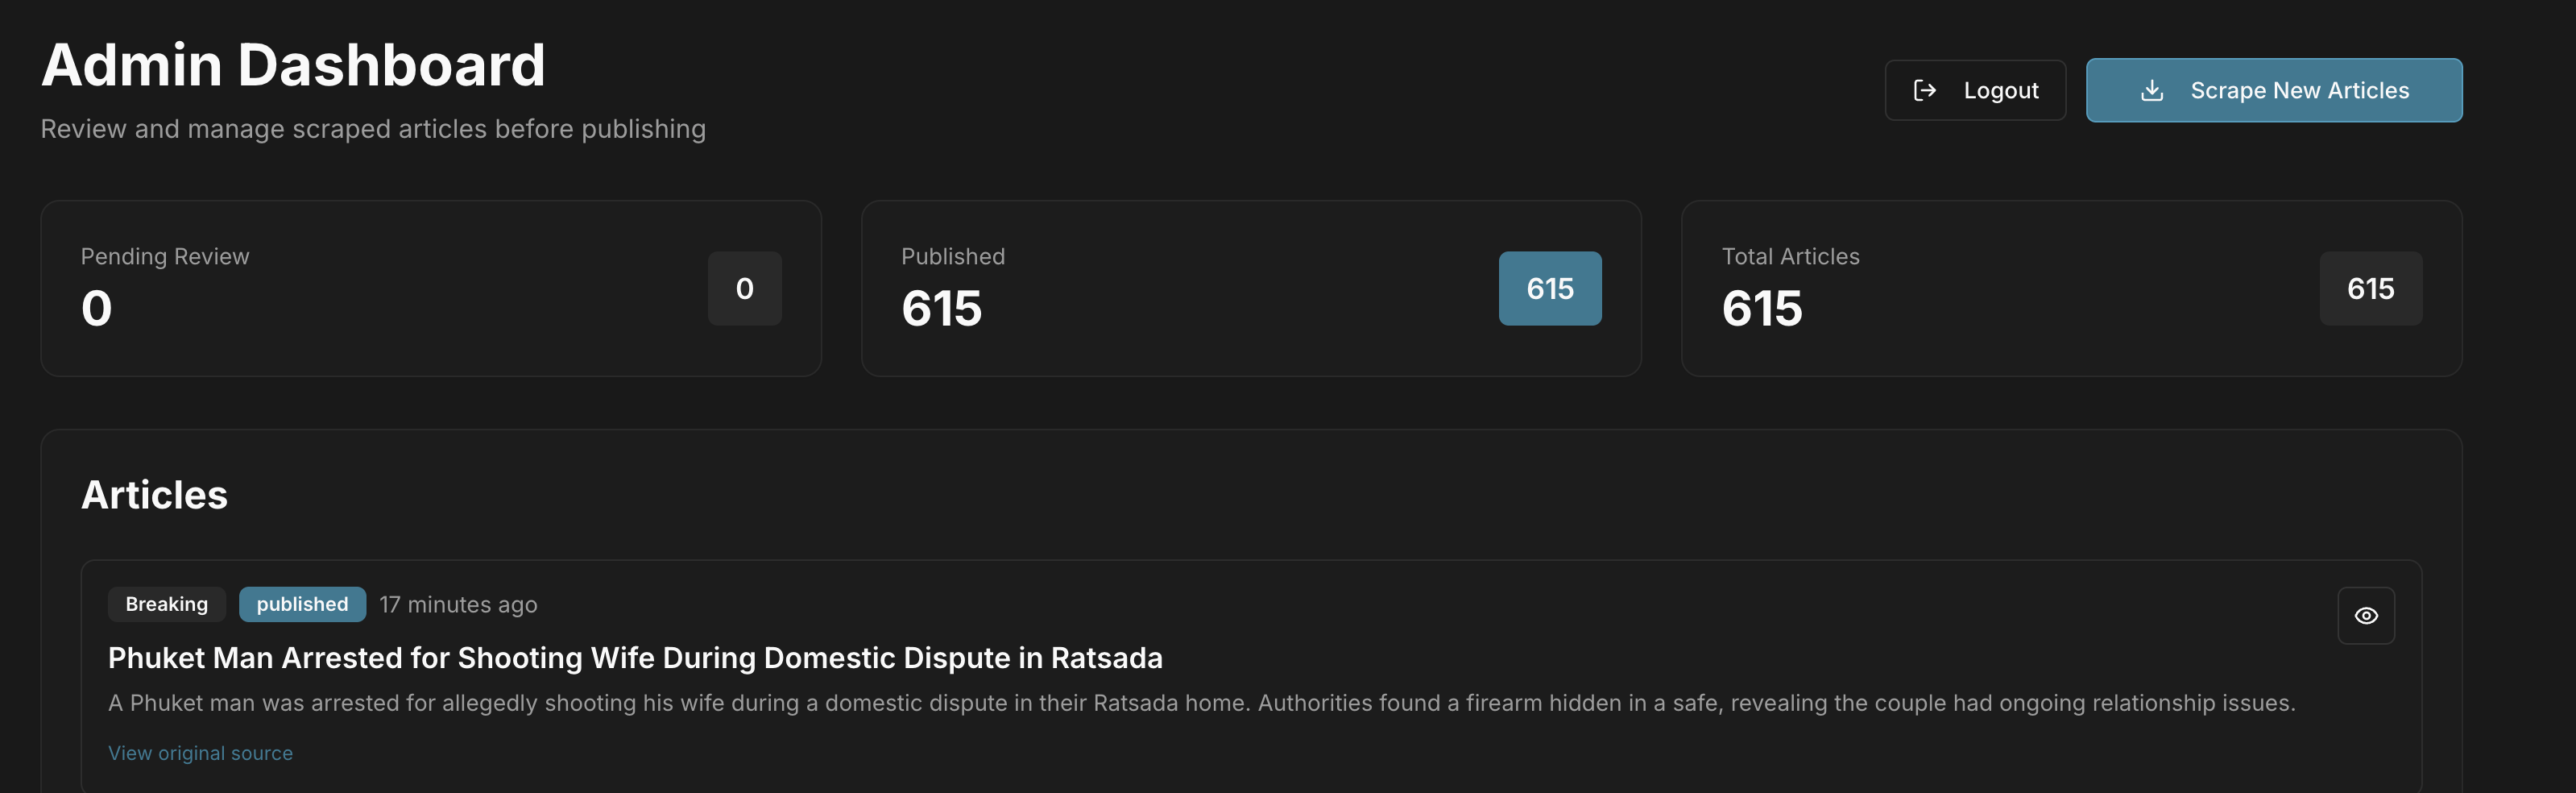 Admin Dashboard
Review and manage scraped articles before publishing
Logout
Scrape New Articles
Pending Review
0
0
Published
615
615
Total Articles
615
615
Articles
Breaking published 17 minutes ago
Phuket Man Arrested for Shooting Wife During Domestic Dispute in Ratsada
A Phuket man was arrested for allegedly shooting his wife during a domestic dispute in their Ratsada home. Authorities found a firearm hidden in a safe, revealing the couple had ongoing relationship issues.
View original source